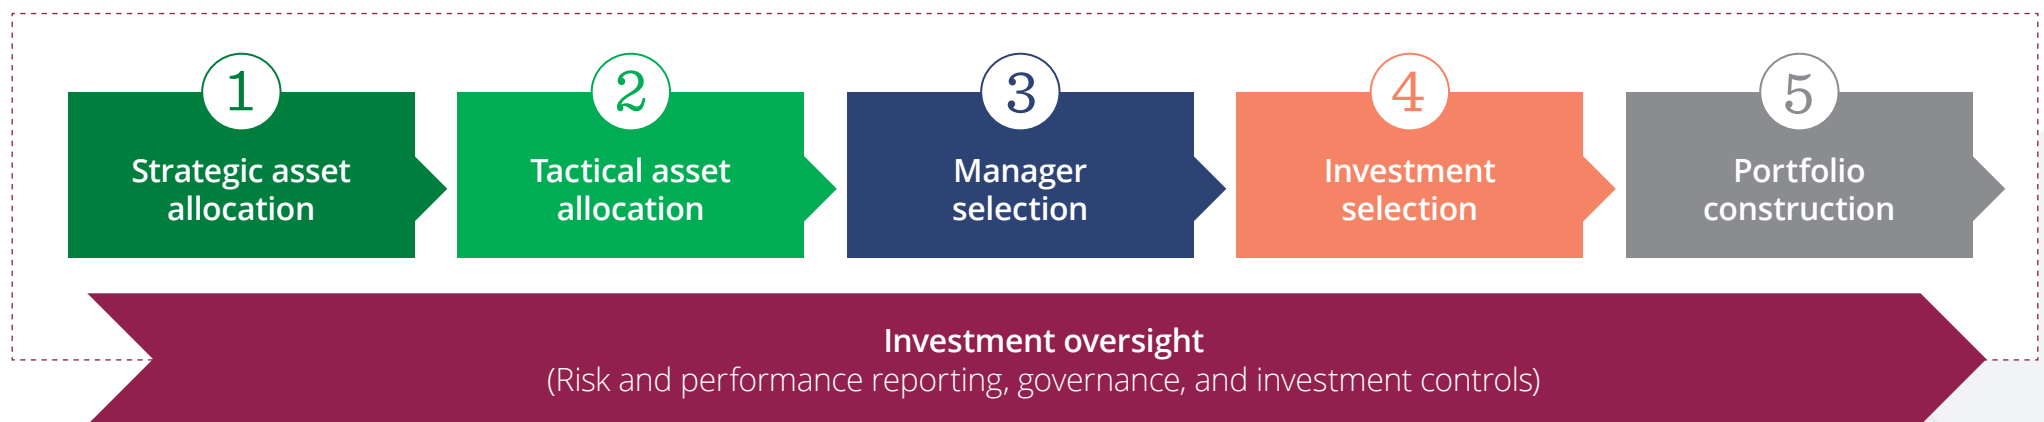 1
Strategic asset
allocation
2
Tactical asset
allocation
3
Manager
selection
4
Investment
selection
5
Portfolio
construction
Investment oversight
(Risk and performance reporting, governance, and investment controls)